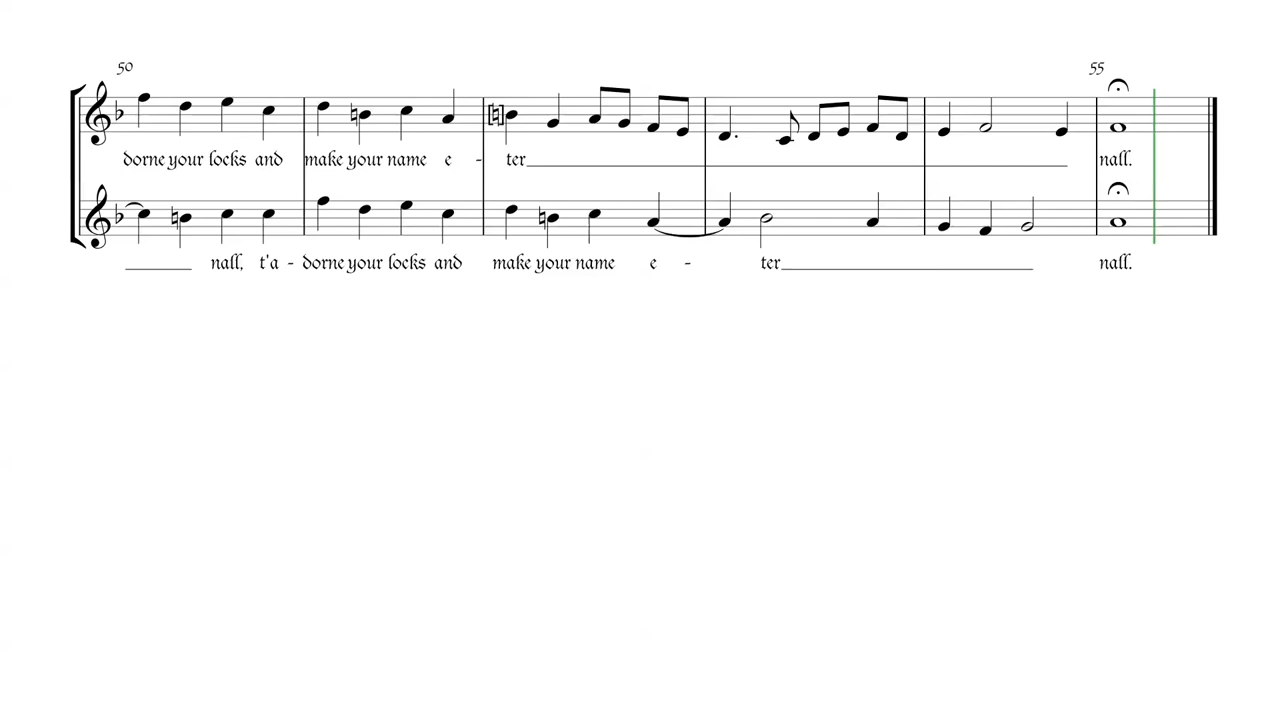 50 55
dorne your locks and make your name e - ter nall.
nall, t'a - dorne your locks and make your name e - ter nall.